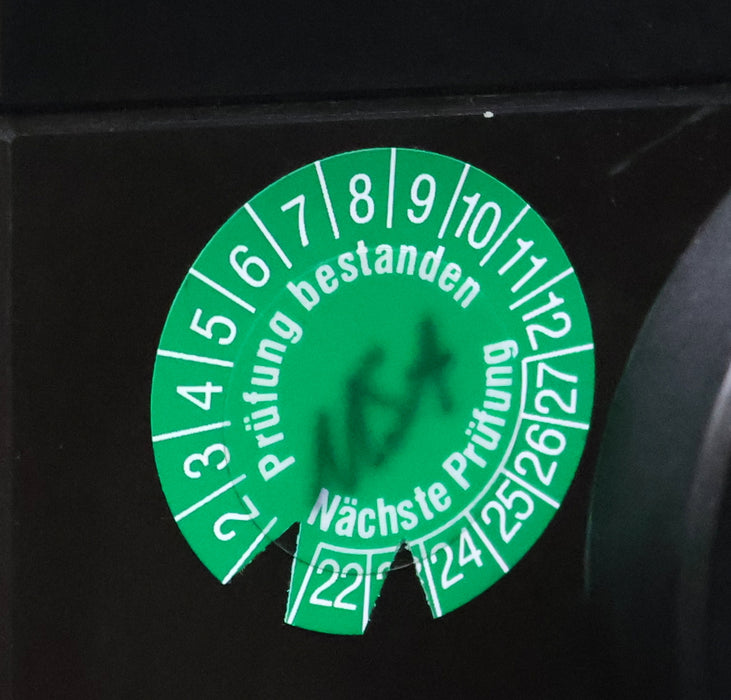 Prüfung bestanden
2 3 4 5 6 7 8 9 10 11 12
Nächste Prüfung
22 24 25 26 27